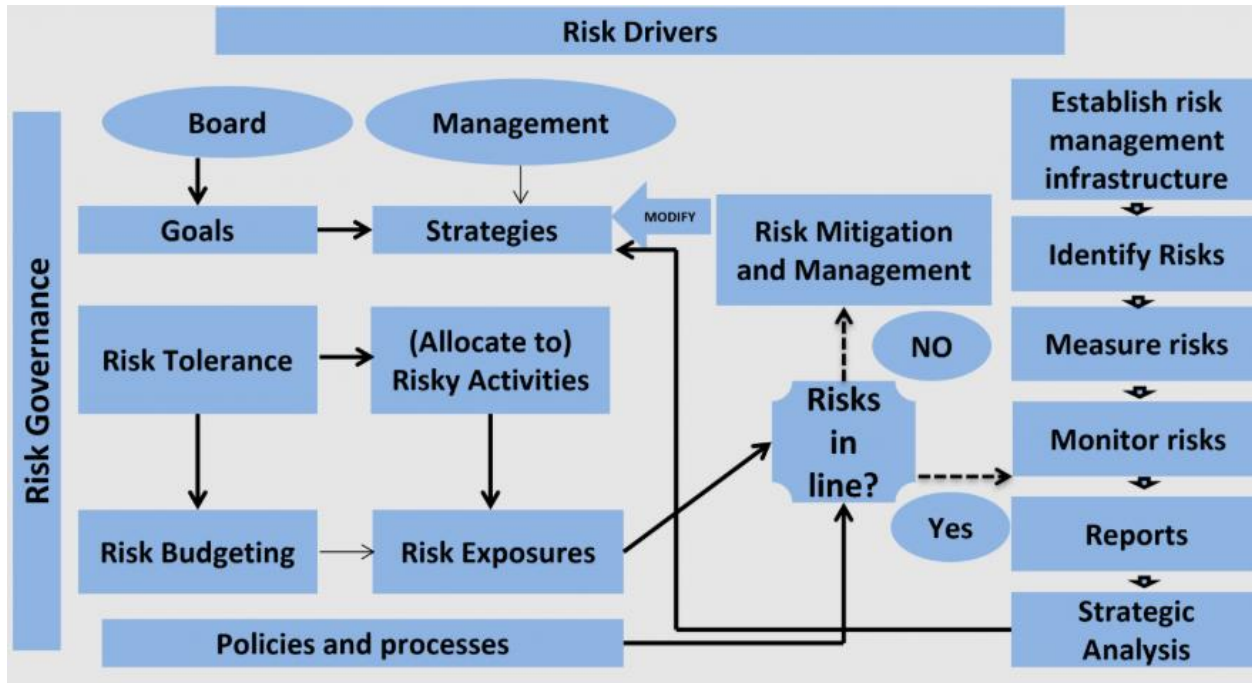 Risk Drivers
Risk Governance
Board
Management
Goals
Strategies
MODIFY
Risk Mitigation
and Management
Risk Tolerance
(Allocate to)
Risky Activities
NO
Risks
in
line?
Yes
Risk Budgeting
Risk Exposures
Policies and processes
Establish risk
management
infrastructure
Identify Risks
Measure risks
Monitor risks
Reports
Strategic
Analysis